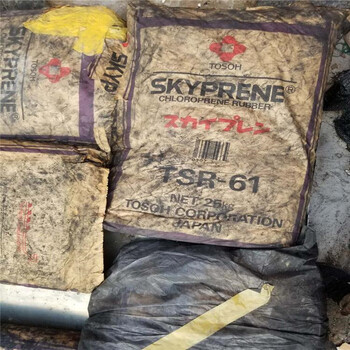 TOSOH
SKYPRENE
TOSOH
SKYPRENE®
CHLOROPRENE RUBBER
スカイプレン
TSR-61
NET. 25kg
TOSOH CORPORATION
JAPAN